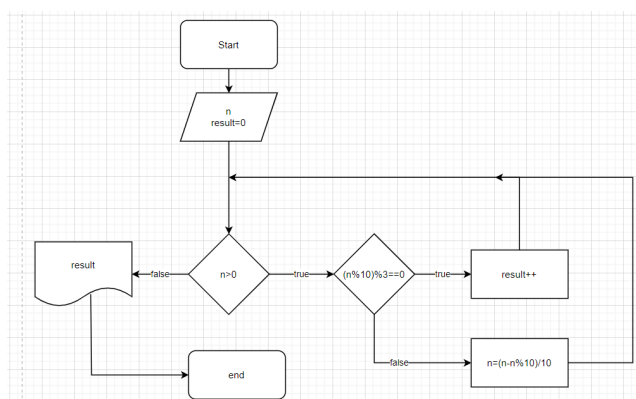 Start
n
result=0
result
false
n>0
true
(n%10)%3==0
true
result++
false
n=(n-n%10)/10
end